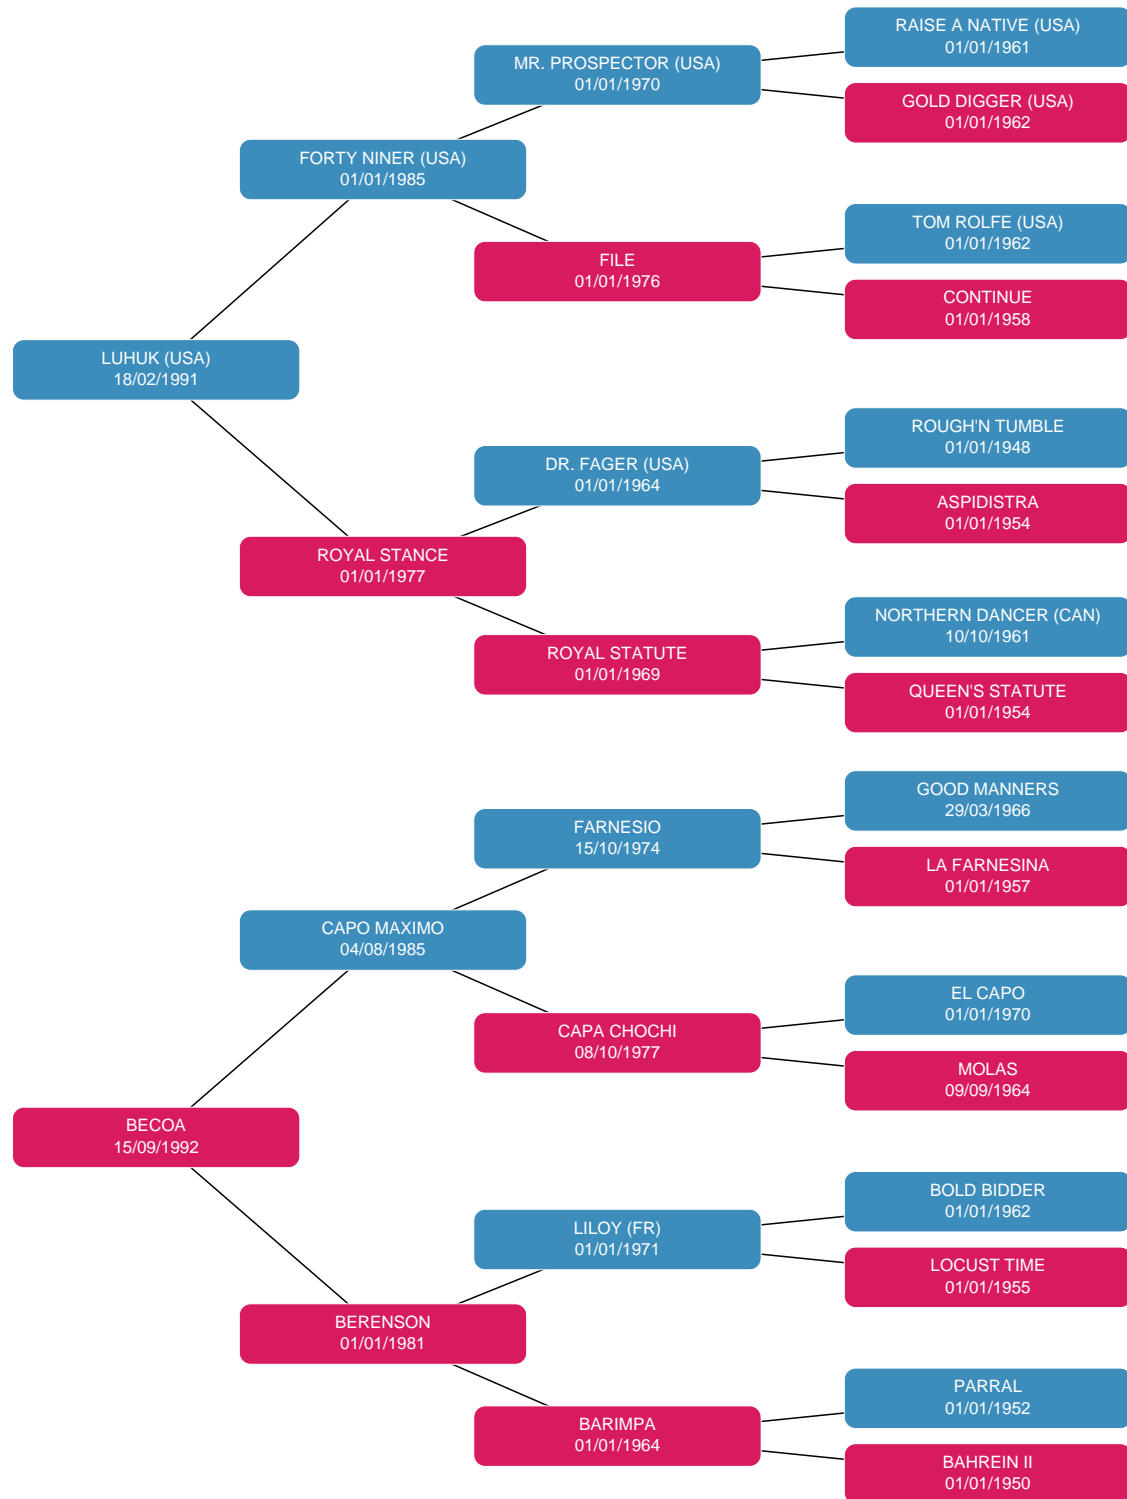 RAISE A NATIVE (USA)
01/01/1961
MR. PROSPECTOR (USA)
01/01/1970
GOLD DIGGER (USA)
01/01/1962
FORTY NINER (USA)
01/01/1985
TOM ROLFE (USA)
01/01/1962
FILE
01/01/1976
CONTINUE
01/01/1958
LUHUK (USA)
18/02/1991
ROUGH'N TUMBLE
01/01/1948
DR. FAGER (USA)
01/01/1964
ASPIDISTRA
01/01/1954
ROYAL STANCE
01/01/1977
NORTHERN DANCER (CAN)
10/10/1961
ROYAL STATUTE
01/01/1969
QUEEN'S STATUTE
01/01/1954
GOOD MANNERS
29/03/1966
FARNESIO
15/10/1974
LA FARNESINA
01/01/1957
CAPO MAXIMO
04/08/1985
EL CAPO
01/01/1970
CAPA CHOCHI
08/10/1977
MOLAS
09/09/1964
BECOA
15/09/1992
BOLD BIDDER
01/01/1962
LILOY (FR)
01/01/1971
LOCUST TIME
01/01/1955
BERENSON
01/01/1981
PARRAL
01/01/1952
BARIMPA
01/01/1964
BAHREIN II
01/01/1950